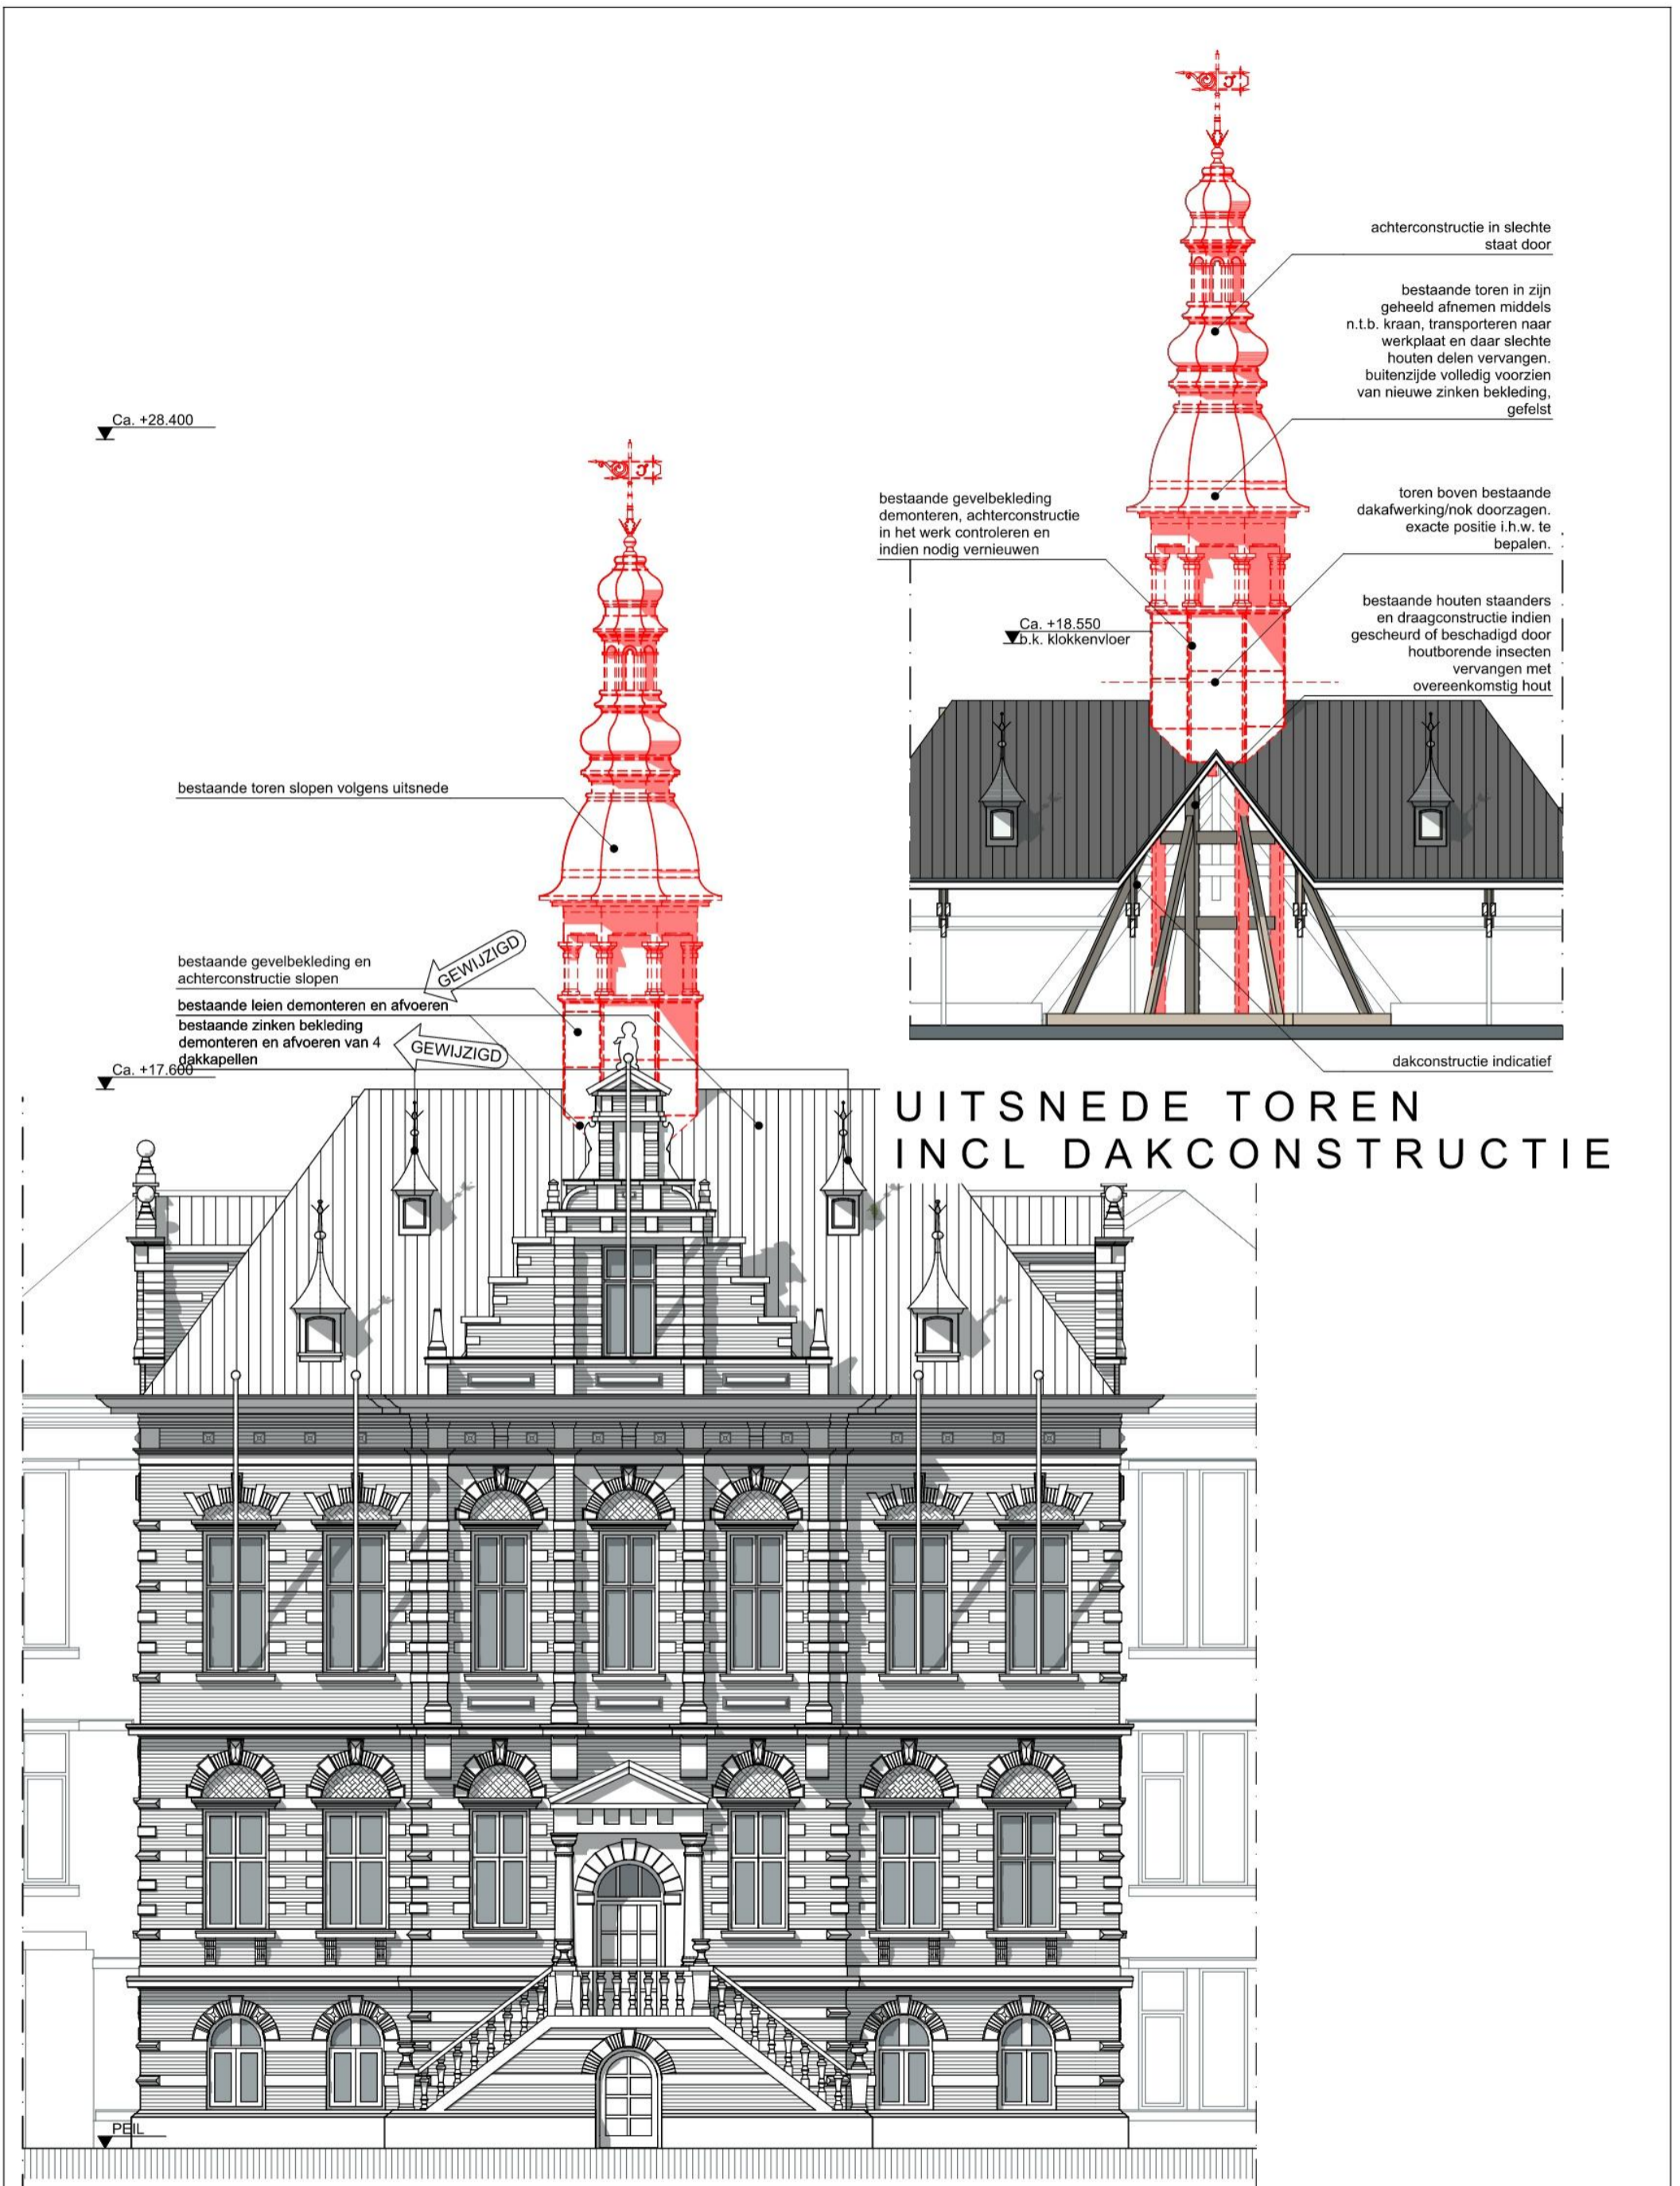 achterconstructie in slechte
staat door
bestaande toren in zijn
geheeld afnemen middels
n.t.b. kraan, transporteren naar
werkplaat en daar slechte
houten delen vervangen.
buitenzijde volledig voorzien
van nieuwe zinken bekleding,
gefelst
Ca. +28.400
bestaande gevelbekleding
demonteren, achterconstructie
in het werk controleren en
indien nodig vernieuwen
toren boven bestaande
dakafwerking/nok doorzagen.
exacte positie i.h.w. te
bepalen.
bestaande houten staanders
en draagconstructie indien
gescheurd of beschadigd door
houtborende insecten
vervangen met
overeenkomstig hout
Ca. +18.550
b.k. klokkenvloer
bestaande toren slopen volgens uitsnede
bestaande gevelbekleding en
achterconstructie slopen
GEWIJZIGD
bestaande leien demonteren en afvoeren
bestaande zinken bekleding
demonteren en afvoeren van 4
dakkapellen
GEWIJZIGD
Ca. +17.600
dakconstructie indicatief
UITSNEDE TOREN
INCL DAKCONSTRUCTIE
PEIL